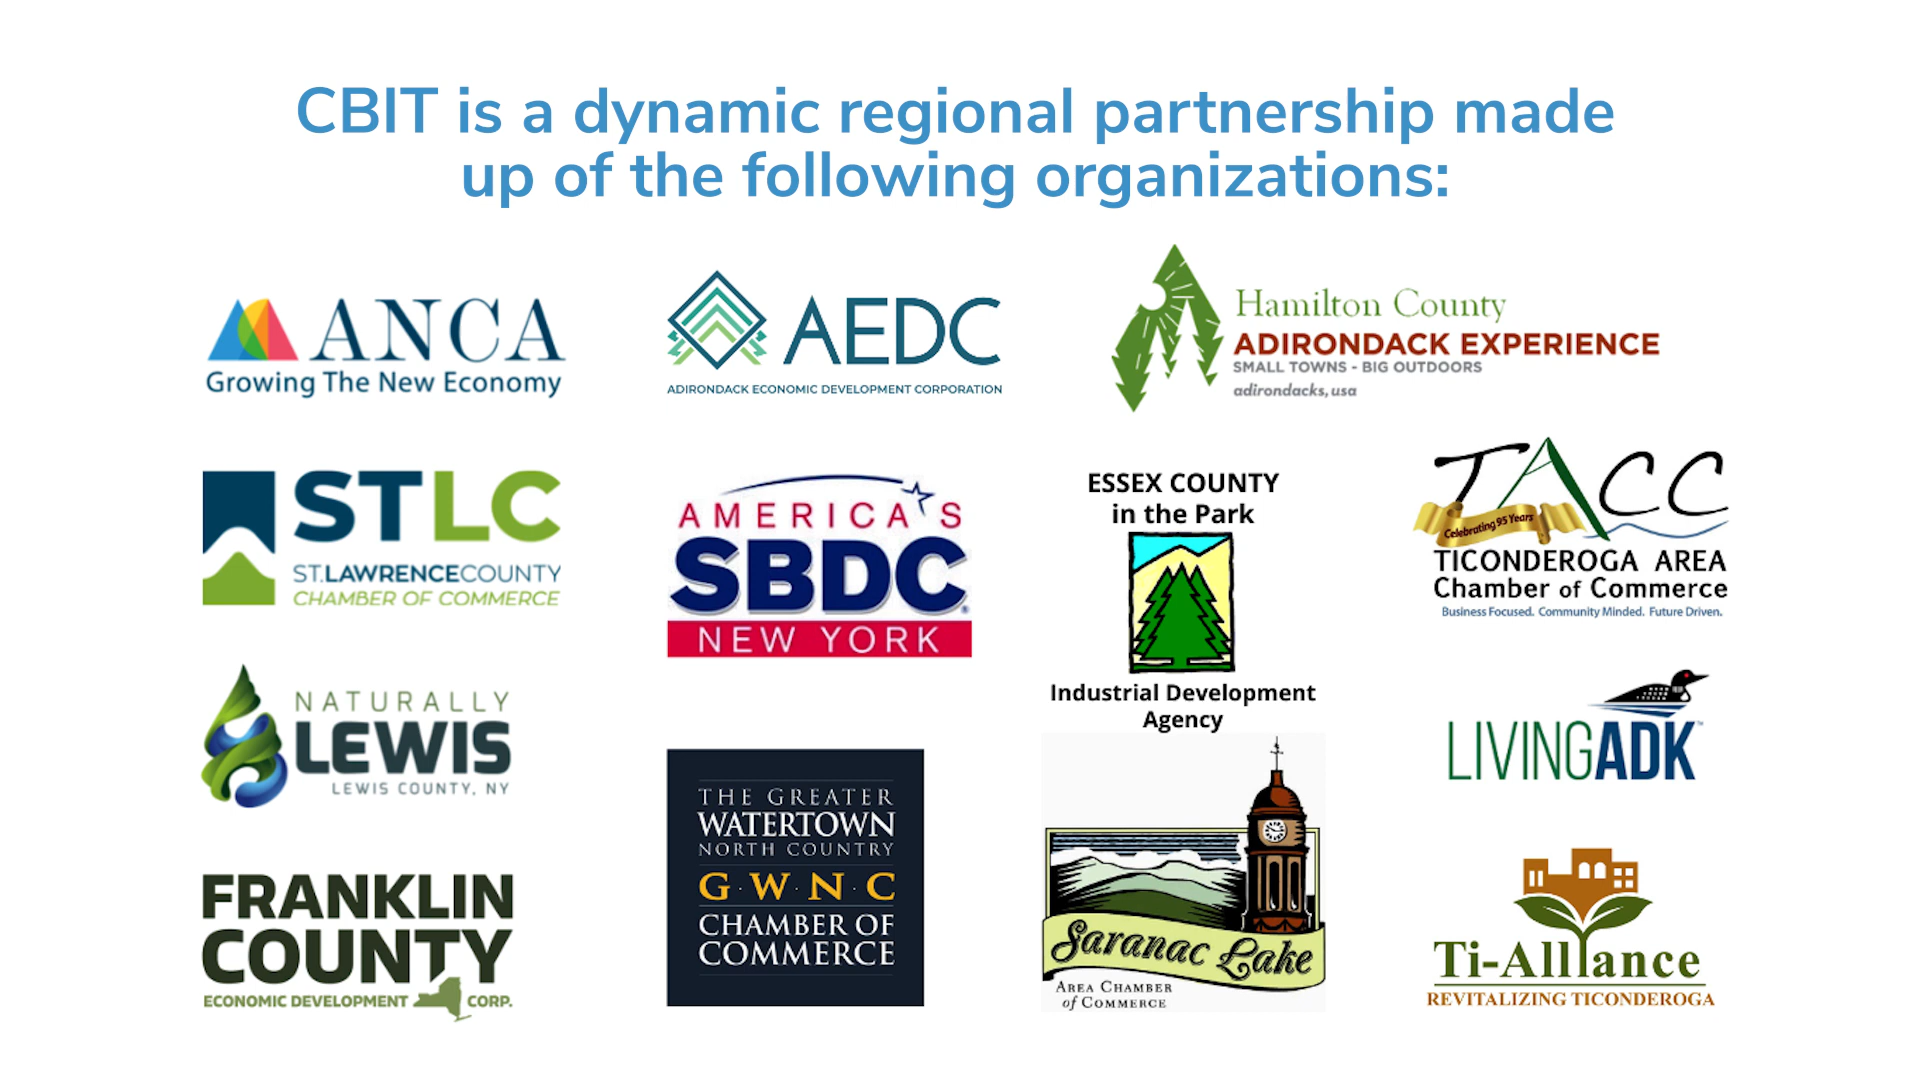 CBIT is a dynamic regional partnership made
up of the following organizations:
ANCA
Growing The New Economy
AEDC
ADIRONDACK ECONOMIC DEVELOPMENT CORPORATION
Hamilton County
ADIRONDACK EXPERIENCE
SMALL TOWNS - BIG OUTDOORS
adirondacks, usa
STLC
ST.LAWRENCECOUNTY
CHAMBER OF COMMERCE
AMERICA'S
SBDC
NEW YORK
ESSEX COUNTY
in the Park
Industrial Development
Agency
TACC
Celebrating 95 Years
TICONDEROGA AREA
Chamber of Commerce
Business Focused. Community Minded. Future Driven.
NATURALLY
LEWIS
LEWIS COUNTY, NY
THE GREATER
WATERTOWN
NORTH COUNTRY
G·W·N·C
CHAMBER OF
COMMERCE
Saranac Lake
AREA CHAMBER
of COMMERCE
LIVINGADK
FRANKLIN
COUNTY
ECONOMIC DEVELOPMENT CORP.
Ti-Alliance
REVITALIZING TICONDEROGA